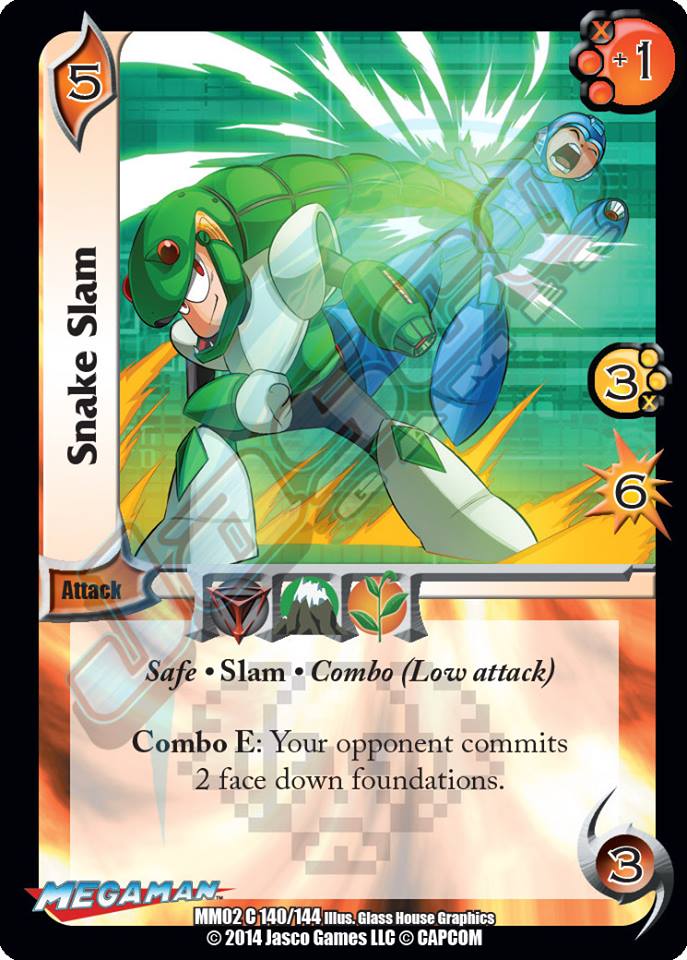 5
X +1
Snake Slam
3
X
6
Attack
Safe • Slam • Combo (Low attack)
Combo E: Your opponent commits
2 face down foundations.
3
MEGAMAN™
MM02 C 140/144 Illus. Glass House Graphics
© 2014 Jasco Games LLC © CAPCOM